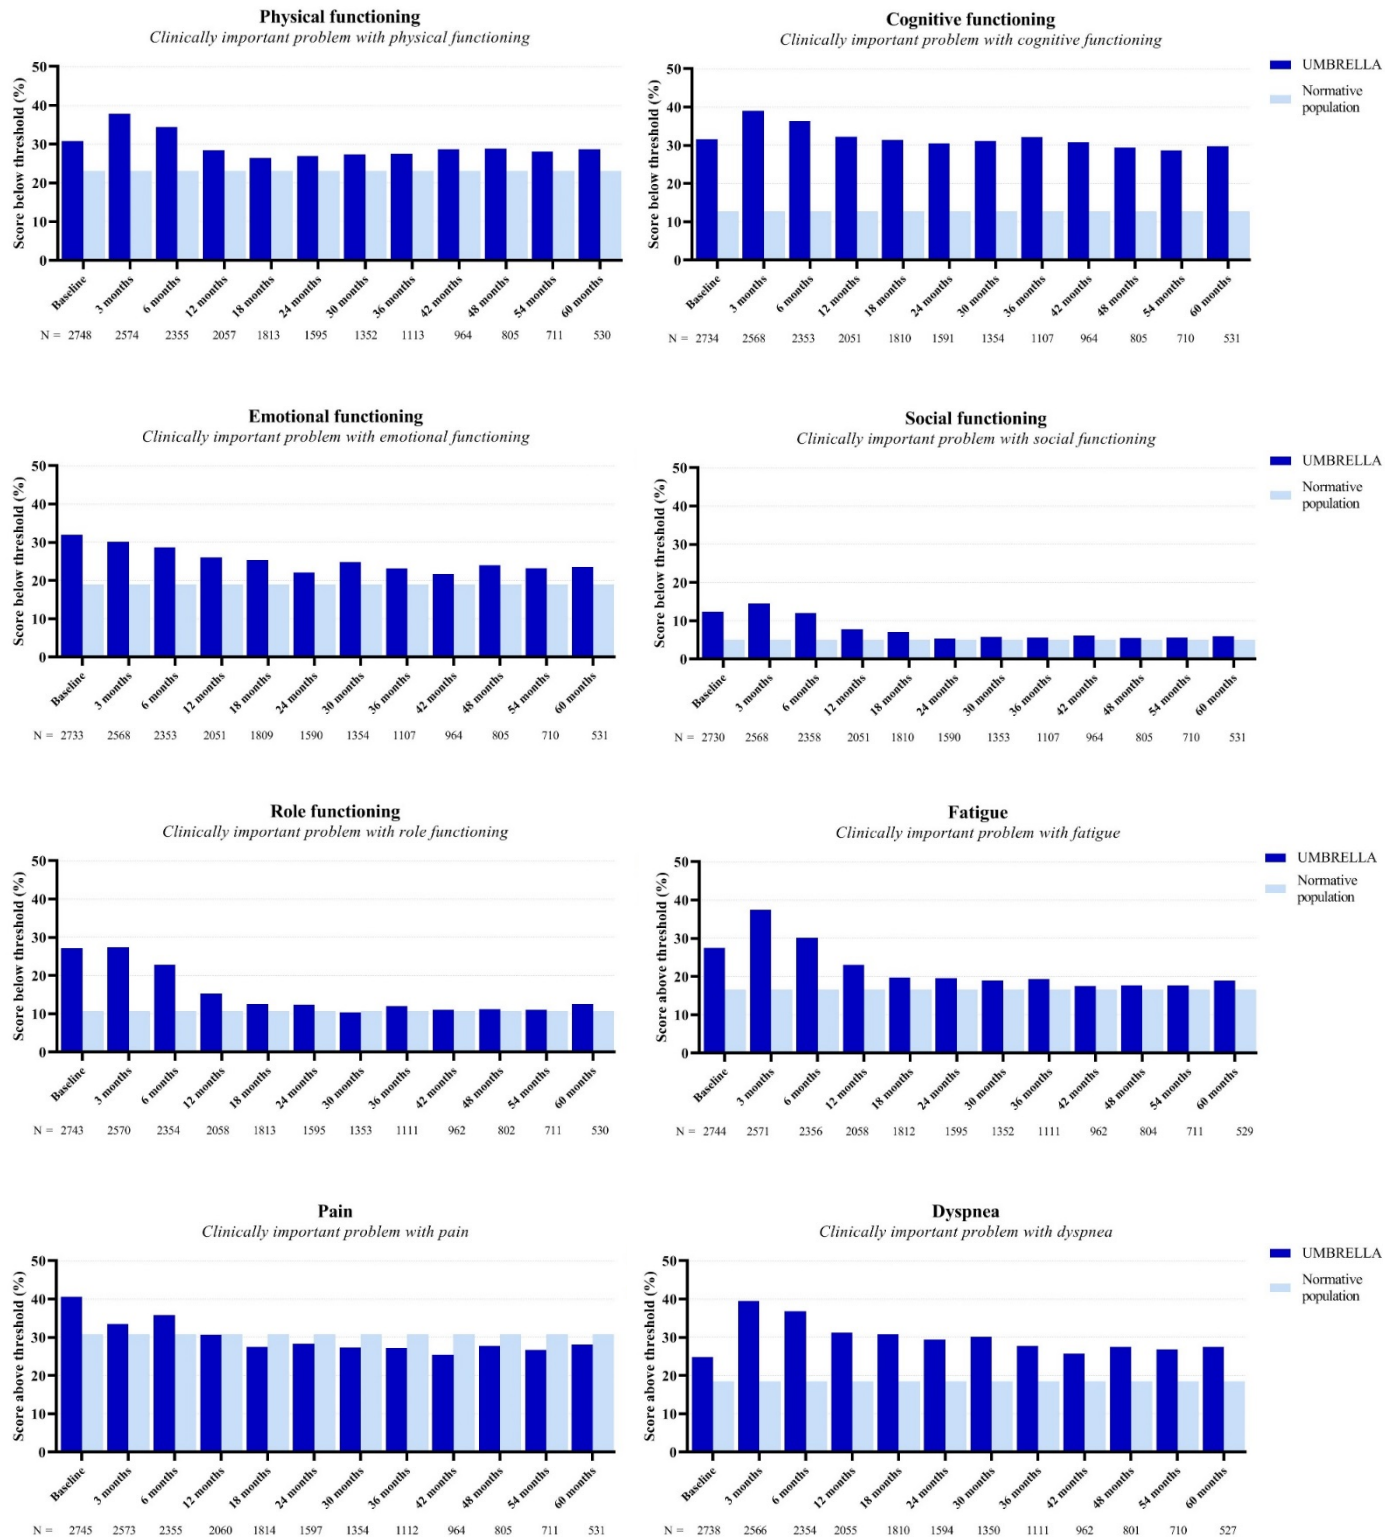 Physical functioning
Clinically important problem with physical functioning
Score below threshold (%)
50
40
30
20
10
0
Baseline
3 months
6 months
12 months
18 months
24 months
30 months
36 months
42 months
48 months
54 months
60 months
N = 2748 2574 2355 2057 1813 1595 1352 1113 964 805 711 530
Cognitive functioning
Clinically important problem with cognitive functioning
Score below threshold (%)
50
40
30
20
10
0
Baseline
3 months
6 months
12 months
18 months
24 months
30 months
36 months
42 months
48 months
54 months
60 months
N = 2734 2568 2353 2051 1810 1591 1354 1107 964 805 710 531
UMBRELLA
Normative
population
Emotional functioning
Clinically important problem with emotional functioning
Score below threshold (%)
50
40
30
20
10
0
Baseline
3 months
6 months
12 months
18 months
24 months
30 months
36 months
42 months
48 months
54 months
60 months
N = 2733 2568 2353 2051 1809 1590 1354 1107 964 805 710 531
Social functioning
Clinically important problem with social functioning
Score below threshold (%)
50
40
30
20
10
0
Baseline
3 months
6 months
12 months
18 months
24 months
30 months
36 months
42 months
48 months
54 months
60 months
N = 2730 2568 2358 2051 1810 1590 1353 1107 964 805 710 531
UMBRELLA
Normative
population
Role functioning
Clinically important problem with role functioning
Score below threshold (%)
50
40
30
20
10
0
Baseline
3 months
6 months
12 months
18 months
24 months
30 months
36 months
42 months
48 months
54 months
60 months
N = 2743 2570 2354 2058 1813 1595 1353 1111 962 802 711 530
Fatigue
Clinically important problem with fatigue
Score above threshold (%)
50
40
30
20
10
0
Baseline
3 months
6 months
12 months
18 months
24 months
30 months
36 months
42 months
48 months
54 months
60 months
N = 2744 2571 2356 2058 1812 1595 1352 1111 962 804 711 529
UMBRELLA
Normative
population
Pain
Clinically important problem with pain
Score above threshold (%)
50
40
30
20
10
0
Baseline
3 months
6 months
12 months
18 months
24 months
30 months
36 months
42 months
48 months
54 months
60 months
N = 2745 2573 2355 2060 1814 1597 1354 1112 964 805 711 531
Dyspnea
Clinically important problem with dyspnea
Score above threshold (%)
50
40
30
20
10
0
Baseline
3 months
6 months
12 months
18 months
24 months
30 months
36 months
42 months
48 months
54 months
60 months
N = 2738 2566 2354 2055 1810 1594 1350 1111 962 801 710 527
UMBRELLA
Normative
population